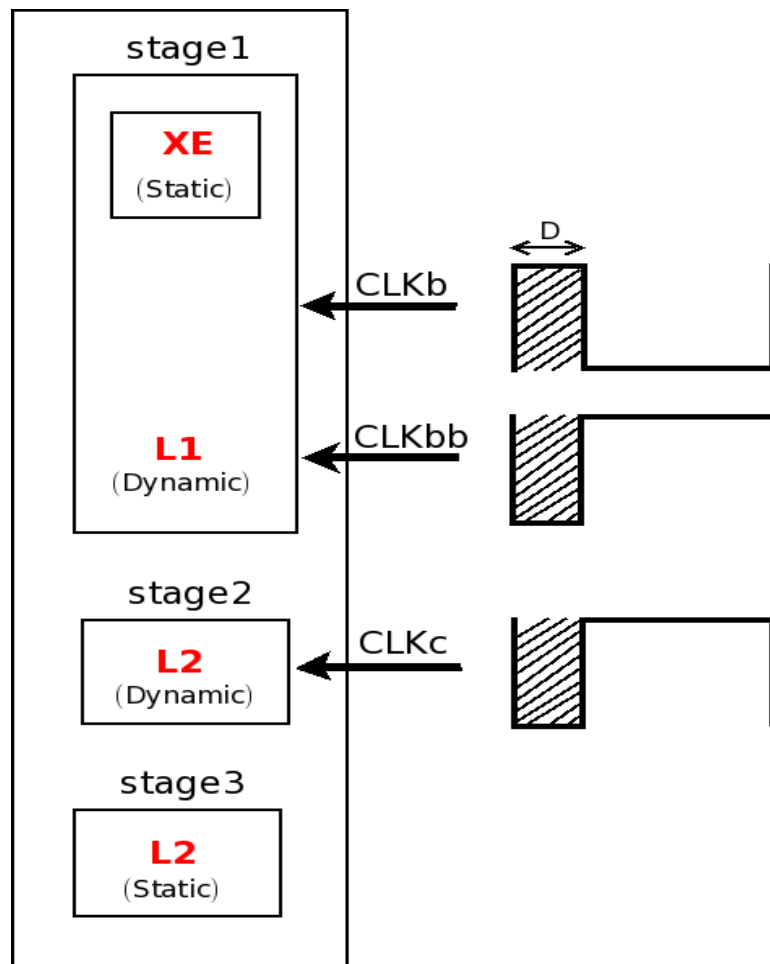 stage1
XE
(Static)
D
CLKb
CLKbb
L1
(Dynamic)
stage2
CLKc
L2
(Dynamic)
stage3
L2
(Static)